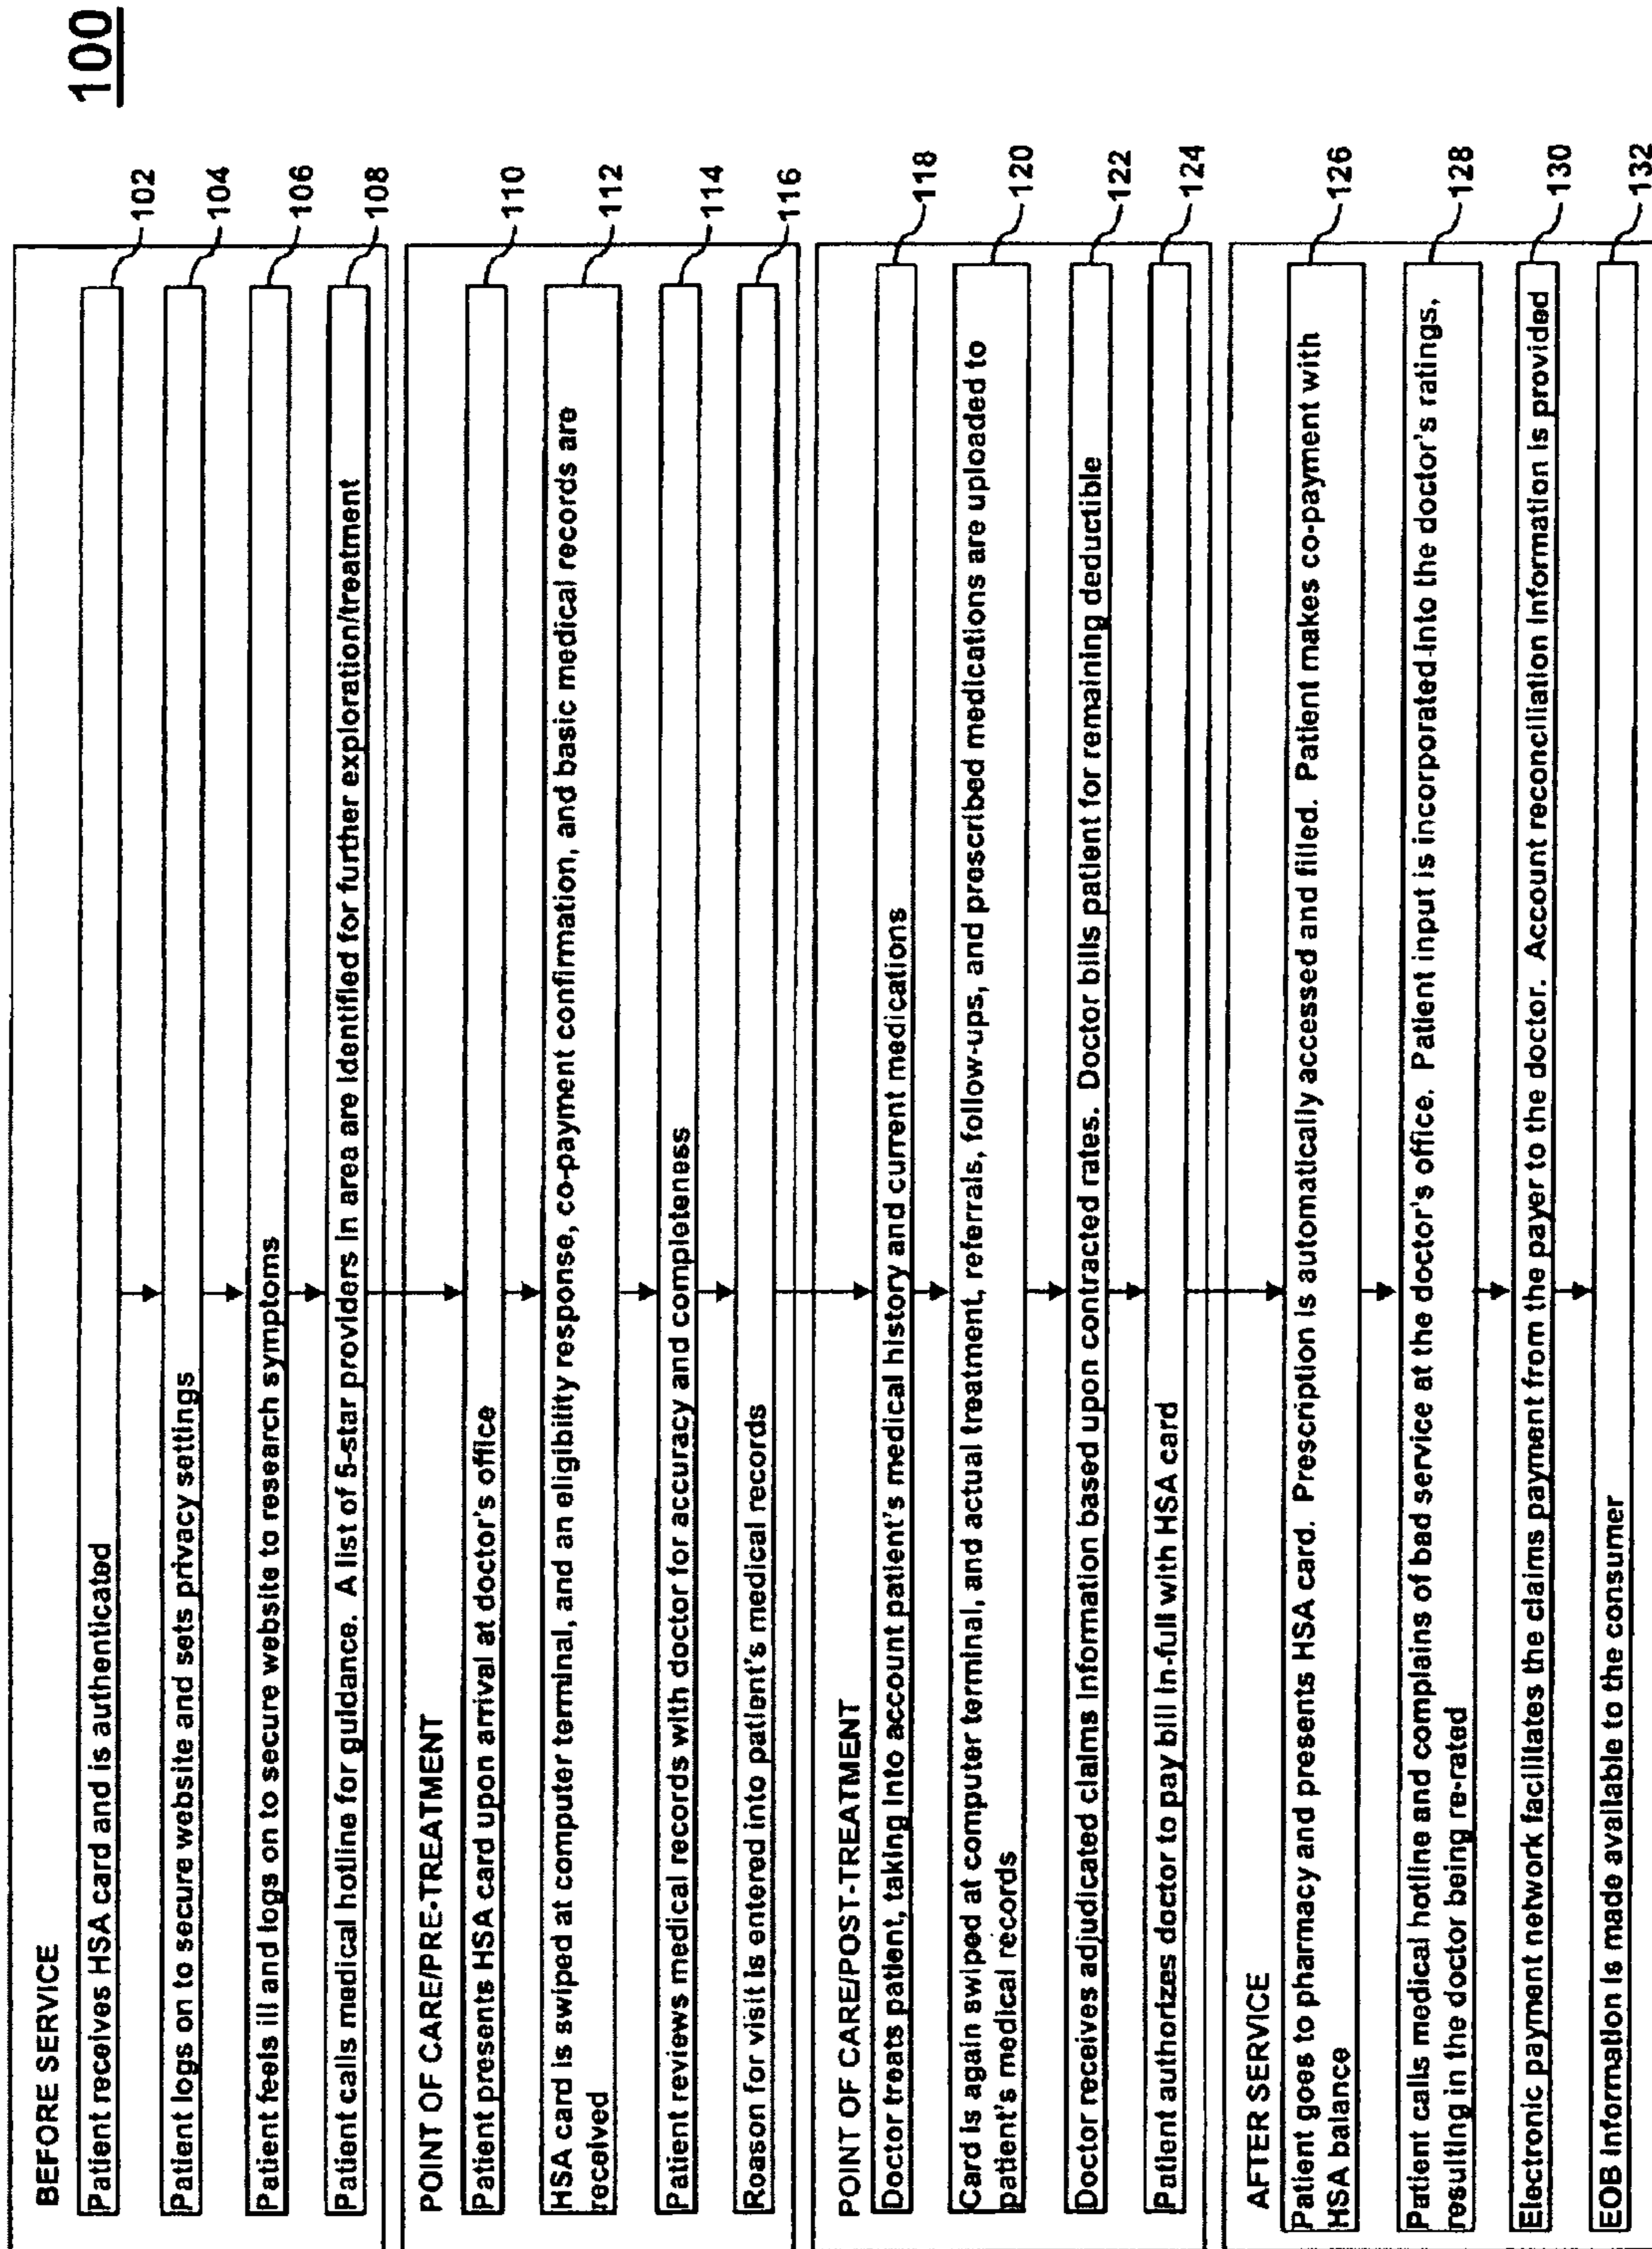 100
BEFORE SERVICE
Patient receives HSA card and is authenticated
102
Patient logs on to secure website and sets privacy settings
104
Patient feels ill and logs on to secure website to research symptoms
106
Patient calls medical hotline for guidance. A list of 5-star providers in area are identified for further exploration/treatment
108
POINT OF CARE/PRE-TREATMENT
Patient presents HSA card upon arrival at doctor's office
110
HSA card is swiped at computer terminal, and an eligibility response, co-payment confirmation, and basic medical records are
received
112
Patient reviews medical records with doctor for accuracy and completeness
114
Reason for visit is entered into patient's medical records
116
POINT OF CARE/POST-TREATMENT
Doctor treats patient, taking into account patient's medical history and current medications
118
Card is again swiped at computer terminal, and actual treatment, referrals, follow-ups, and prescribed medications are uploaded to
patient's medical records
120
Doctor receives adjudicated claims information based upon contracted rates. Doctor bills patient for remaining deductible
122
Patient authorizes doctor to pay bill in-full with HSA card
124
AFTER SERVICE
Patient goes to pharmacy and presents HSA card. Prescription is automatically accessed and filled. Patient makes co-payment with
HSA balance
126
Patient calls medical hotline and complains of bad service at the doctor's office. Patient input is incorporated into the doctor's ratings,
resulting in the doctor being re-rated
128
Electronic payment network facilitates the claims payment from the payer to the doctor. Account reconciliation information is provided
130
EOB information is made available to the consumer
132